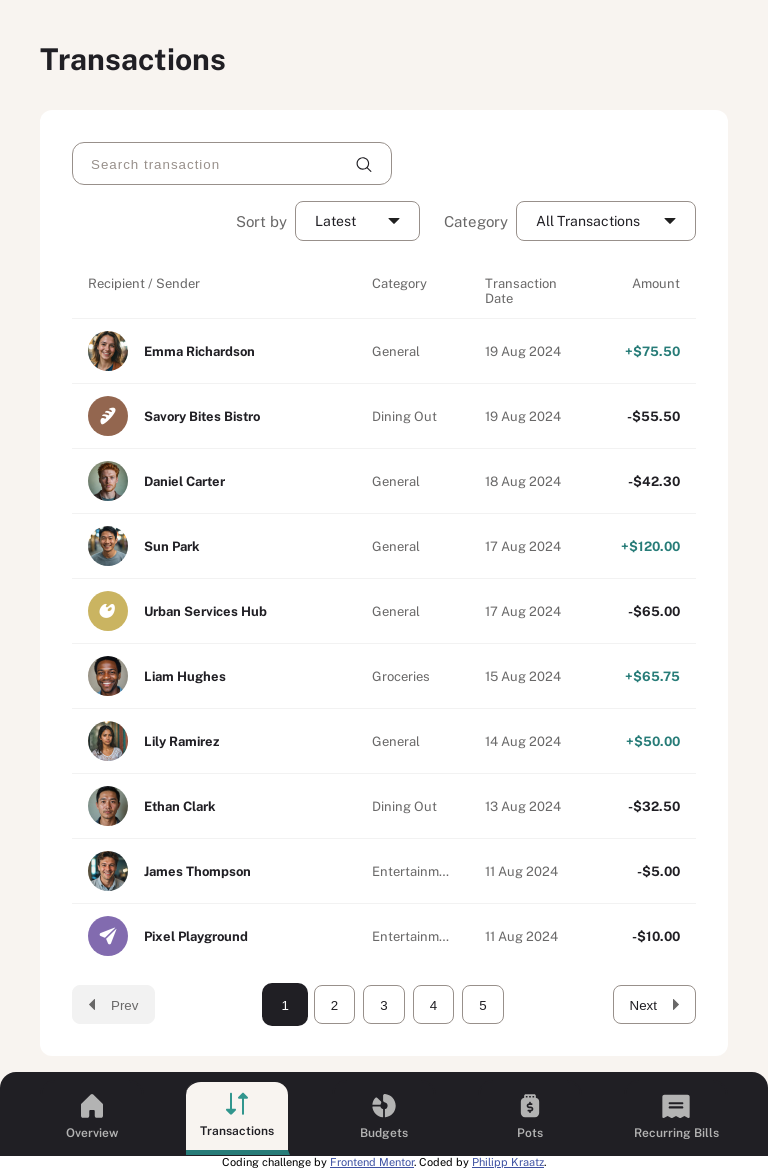 Transactions
Search transaction
Sort by Latest Category All Transactions
Recipient / Sender Category Transaction Date Amount
Emma Richardson General 19 Aug 2024 +$75.50
Savory Bites Bistro Dining Out 19 Aug 2024 -$55.50
Daniel Carter General 18 Aug 2024 -$42.30
Sun Park General 17 Aug 2024 +$120.00
Urban Services Hub General 17 Aug 2024 -$65.00
Liam Hughes Groceries 15 Aug 2024 +$65.75
Lily Ramirez General 14 Aug 2024 +$50.00
Ethan Clark Dining Out 13 Aug 2024 -$32.50
James Thompson Entertainm... 11 Aug 2024 -$5.00
Pixel Playground Entertainm... 11 Aug 2024 -$10.00
Prev 1 2 3 4 5 Next
Overview Transactions Budgets Pots Recurring Bills
Coding challenge by Frontend Mentor. Coded by Philipp Kraatz.